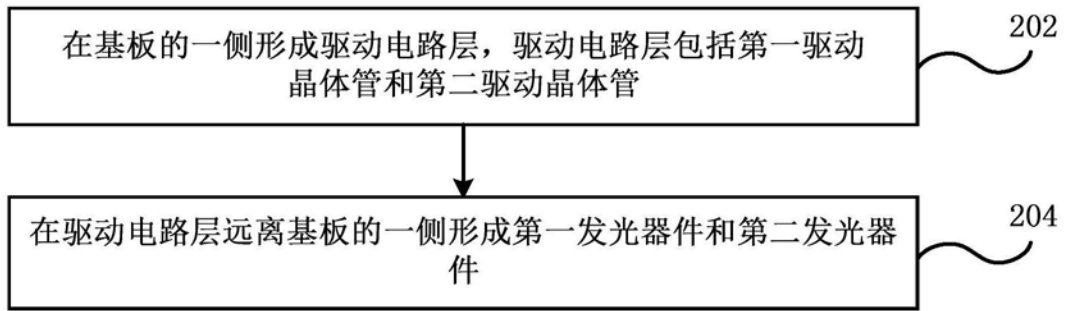 在基板的一侧形成驱动电路层，驱动电路层包括第一驱动
晶体管和第二驱动晶体管
202
在驱动电路层远离基板的一侧形成第一发光器件和第二发光器
件
204